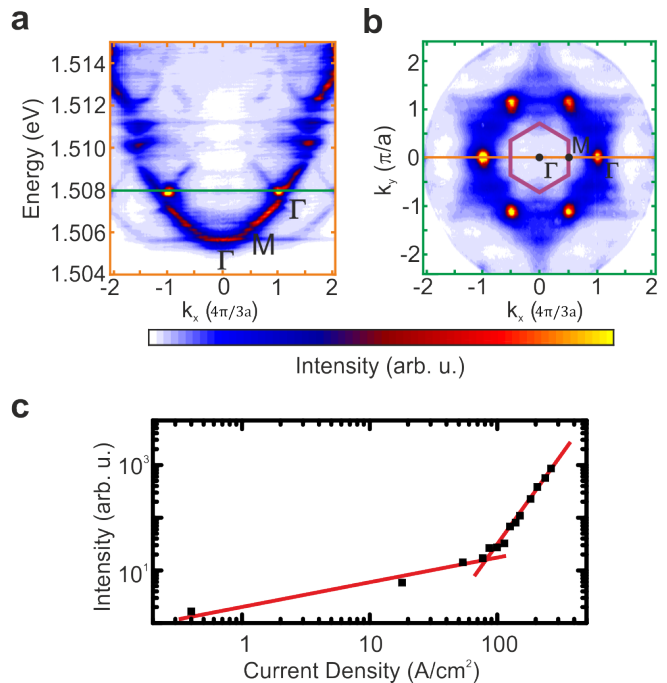 a
b
Energy (eV)
1.514
1.512
1.510
1.508
1.506
1.504
Γ
M
Γ
-2
-1
0
1
2
kₓ (4π/3a)
k_y (π/a)
2
1
0
-1
-2
M
Γ
Γ
-2
-1
0
1
2
kₓ (4π/3a)
Intensity (arb. u.)
c
Intensity (arb. u.)
10³
10¹
1
10
100
Current Density (A/cm²)